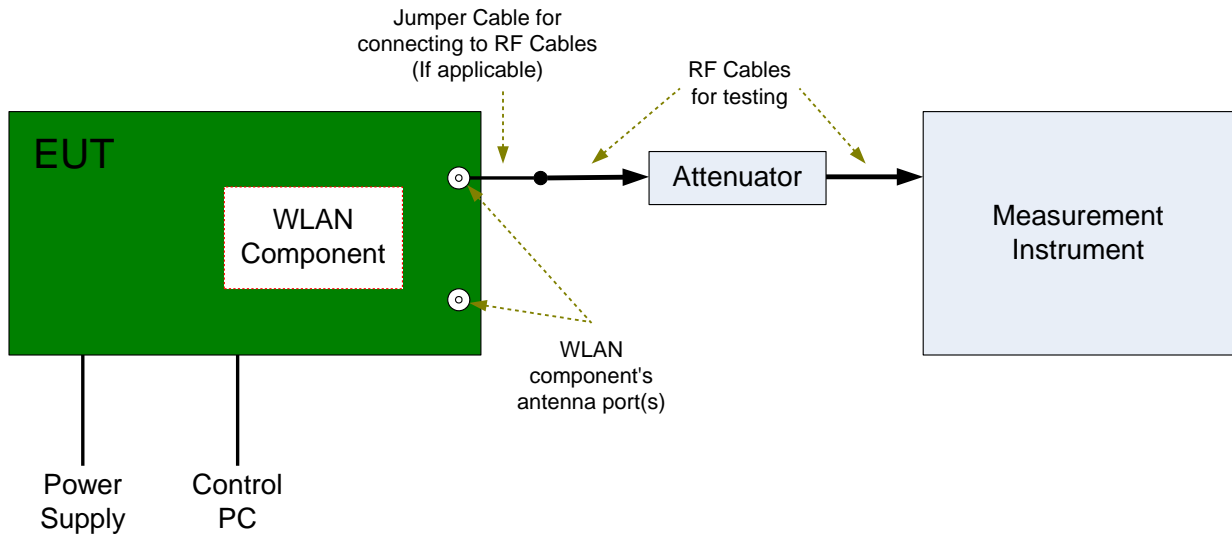 Jumper Cable for
connecting to RF Cables
(If applicable)
RF Cables
for testing
EUT
WLAN
Component
Attenuator
Measurement
Instrument
WLAN
component's
antenna port(s)
Power
Supply
Control
PC